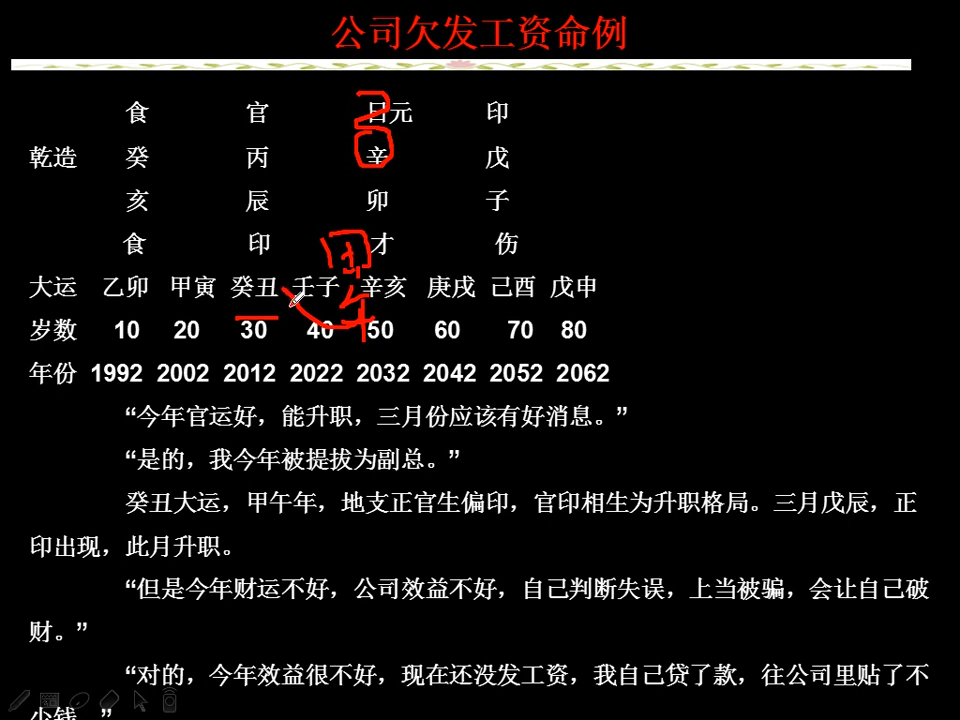 公司欠发工资命例
食 官 日元 印
乾造 癸 丙 辛 戊
亥 辰 卯 子
食 印 才 伤
大运 乙卯 甲寅 癸丑 壬子 辛亥 庚戌 己酉 戊申
岁数 10 20 30 40 50 60 70 80
年份 1992 2002 2012 2022 2032 2042 2052 2062
“今年官运好，能升职，三月份应该有好消息。”
“是的，我今年被提拔为副总。”
癸丑大运，甲午年，地支正官生偏印，官印相生为升职格局。三月戊辰，正
印出现，此月升职。
“但是今年财运不好，公司效益不好，自己判断失误，上当被骗，会让自己破
财。”
“对的，今年效益很不好，现在还没发工资，我自己贷了款，往公司里贴了不
少钱。”